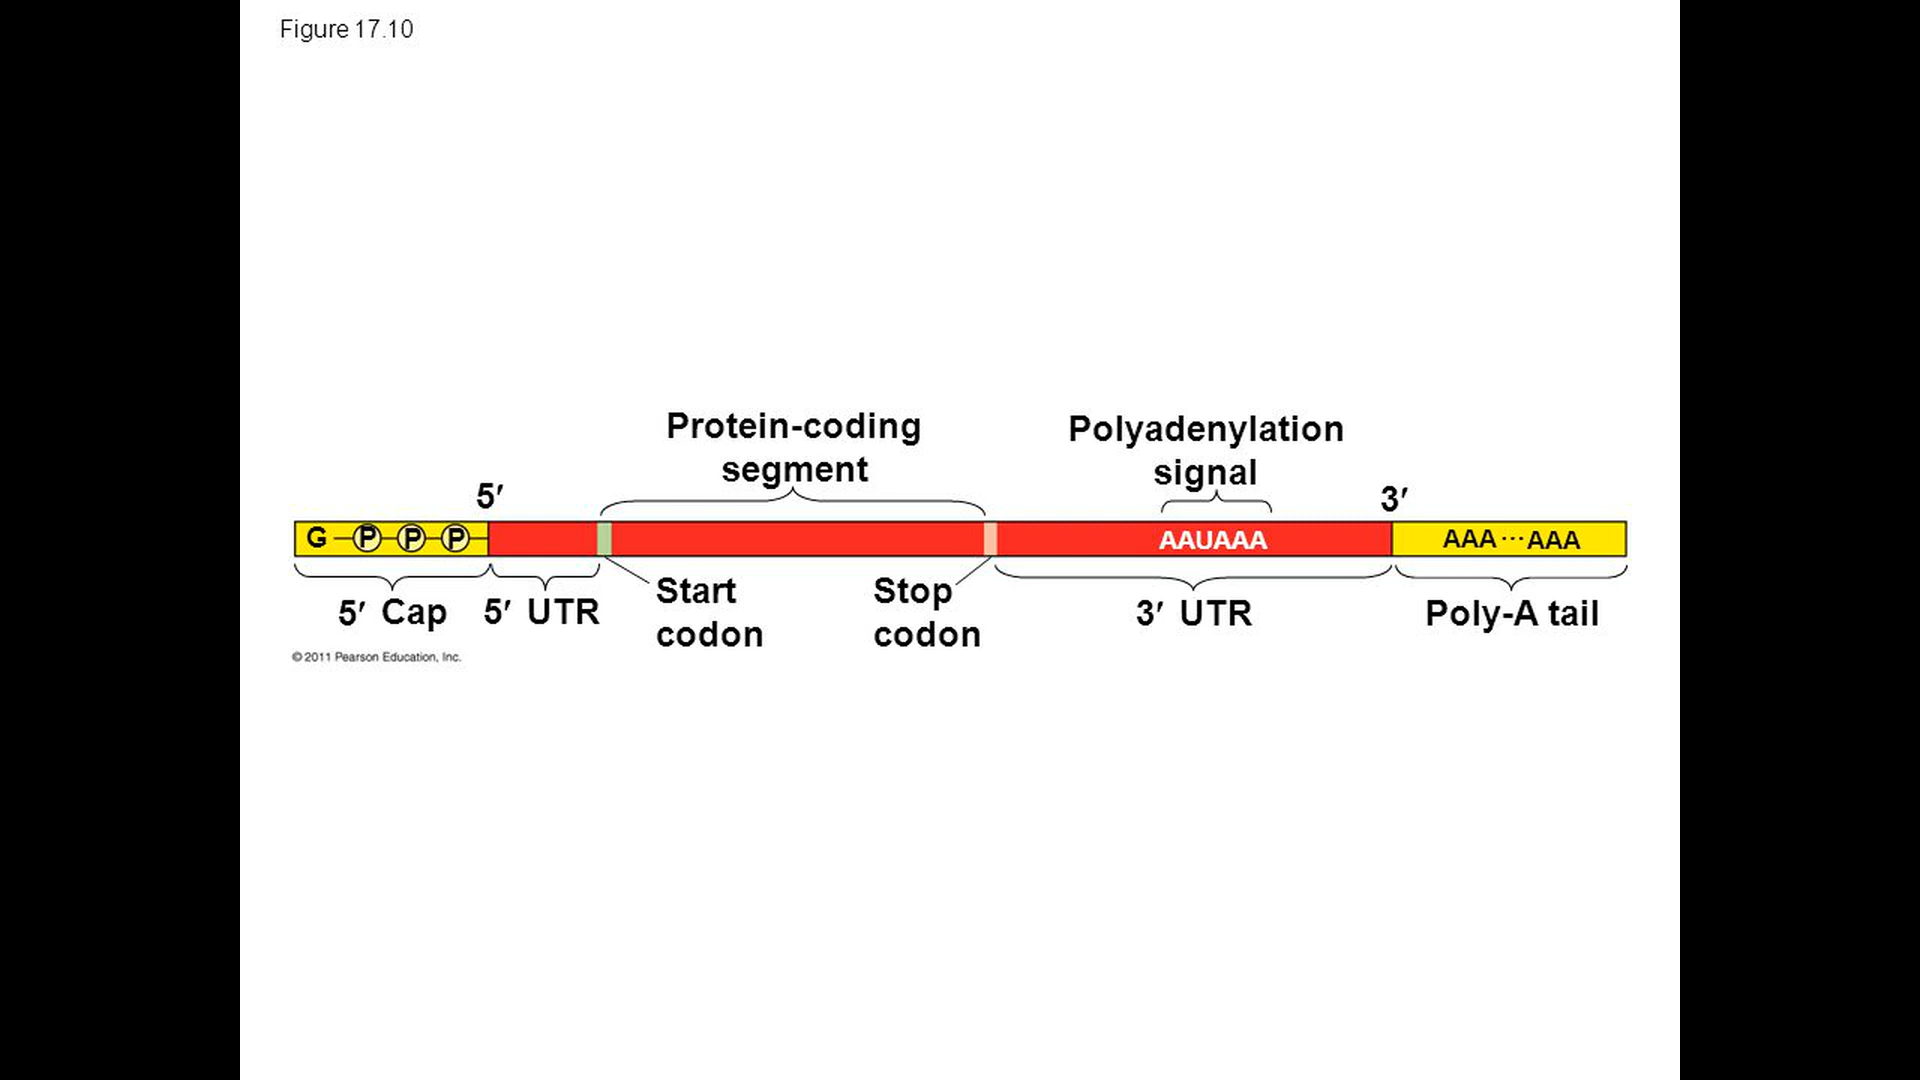 Figure 17.10
Protein-coding
segment
Polyadenylation
signal
5′
3′
G P P P
AAUAAA
AAA···AAA
5′ Cap
5′ UTR
Start
codon
Stop
codon
3′ UTR
Poly-A tail
© 2011 Pearson Education, Inc.